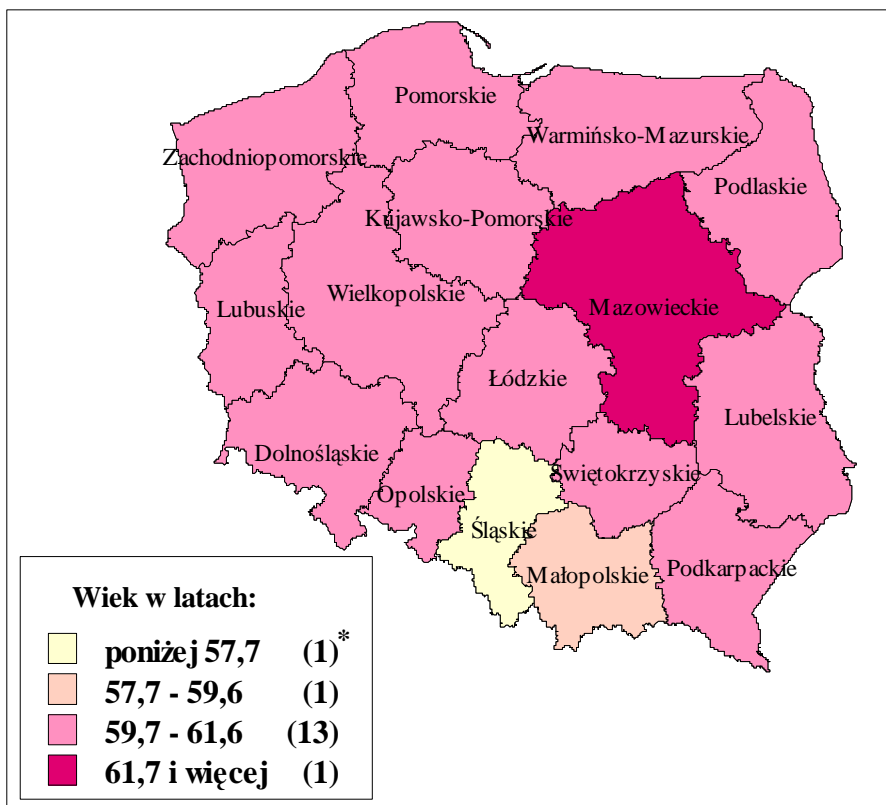 Pomorskie
Warmińsko-Mazurskie
Zachodniopomorskie
Podlaskie
Kujawsko-Pomorskie
Wielkopolskie
Lubuskie
Mazowieckie
Łódzkie
Lubelskie
Dolnośląskie
Świętokrzyskie
Opolskie
Śląskie
Małopolskie
Podkarpackie
Wiek w latach:
poniżej 57,7 (1)*
57,7 - 59,6 (1)
59,7 - 61,6 (13)
61,7 i więcej (1)